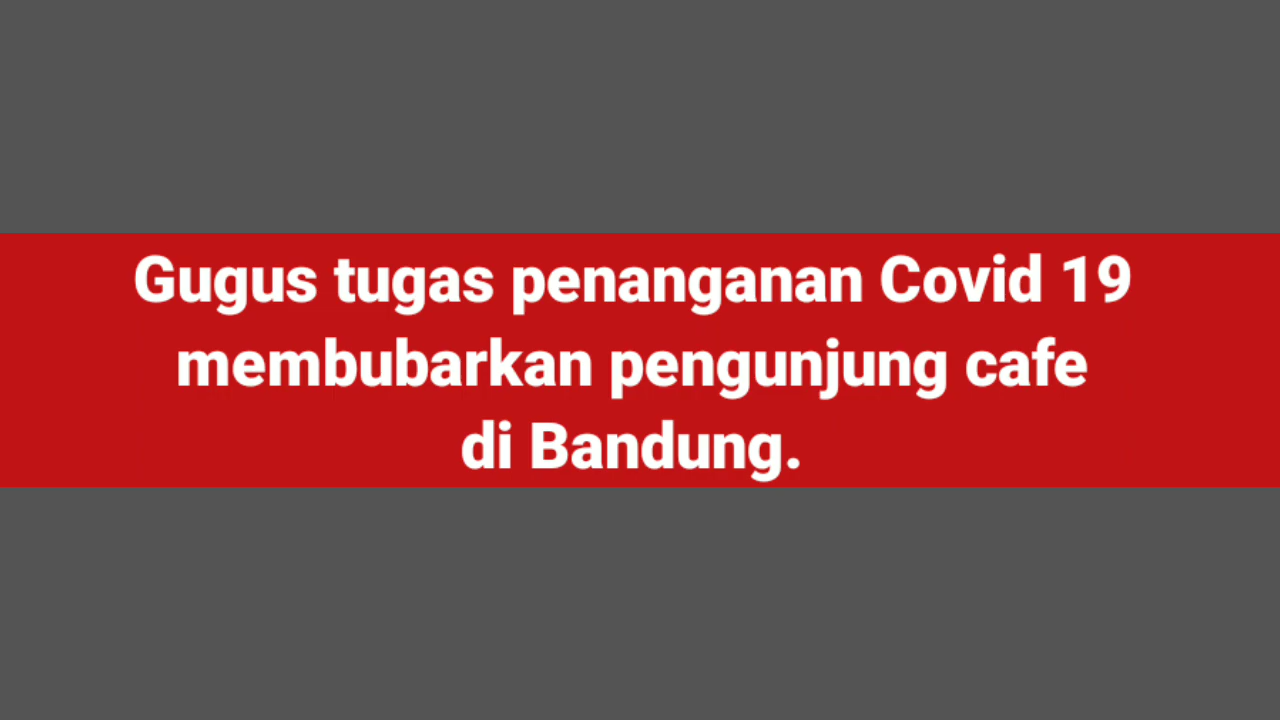 Gugus tugas penanganan Covid 19
membubarkan pengunjung cafe
di Bandung.